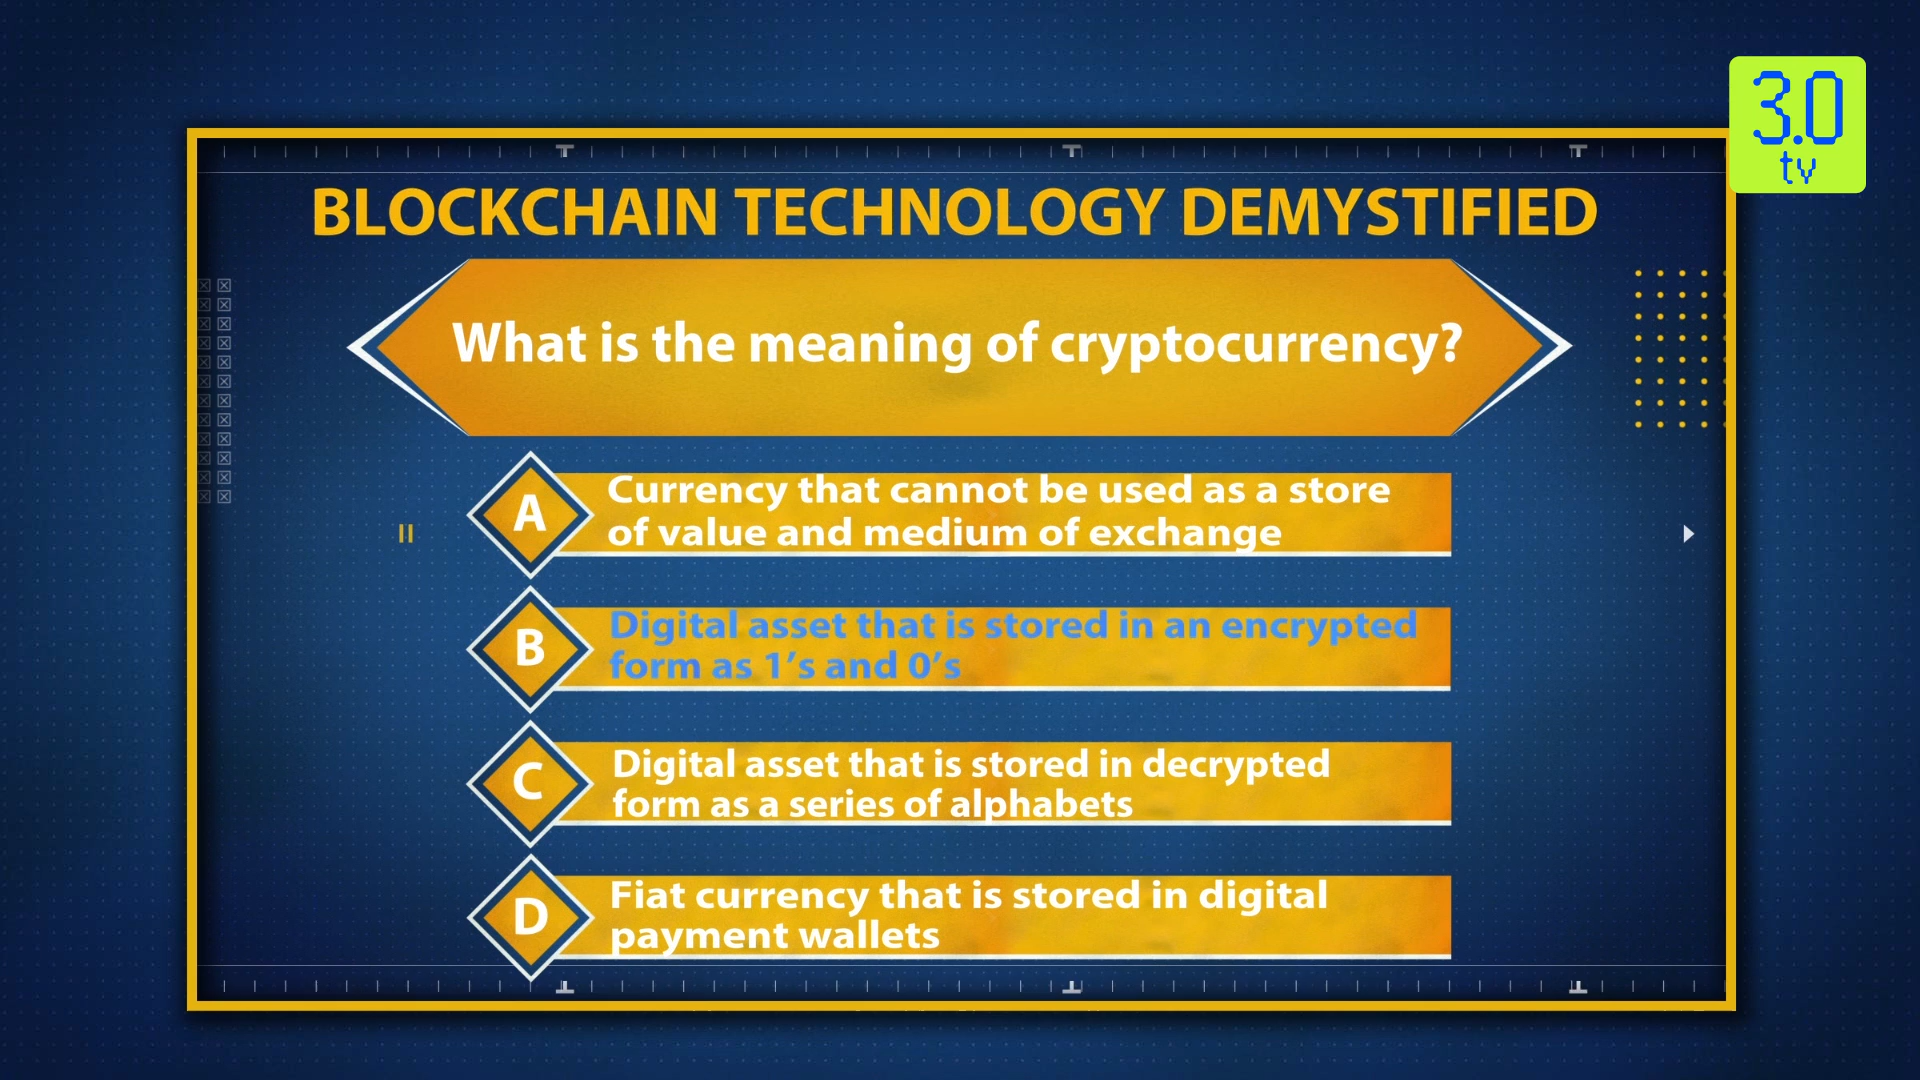 3.0
tv
BLOCKCHAIN TECHNOLOGY DEMYSTIFIED
What is the meaning of cryptocurrency?
A
Currency that cannot be used as a store
of value and medium of exchange
B
Digital asset that is stored in an encrypted
form as 1’s and 0’s
C
Digital asset that is stored in decrypted
form as a series of alphabets
D
Fiat currency that is stored in digital
payment wallets